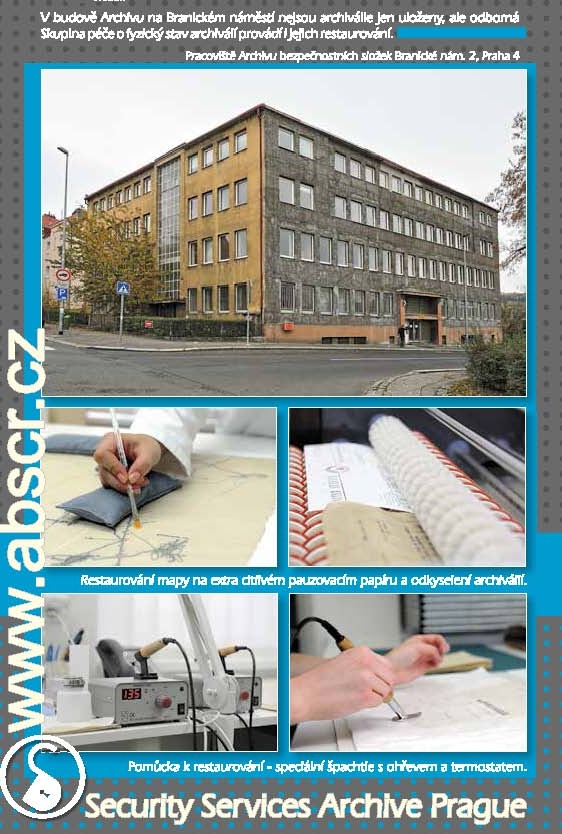 V budově Archivu na Branickém náměstí nejsou archiválie jen uloženy, ale odborná
Skupina péče o fyzický stav archiválií provádí i jejich restaurování.
Pracoviště Archivu bezpečnostních složek Branické nám. 2, Praha 4
www.abscr.cz
Restaurování mapy na extra citlivém pauzovacím papíru a odkyselení archiválií.
135
Pomůcka k restaurování - speciální špachtle s ohřevem a termostatem.
Security Services Archive Prague